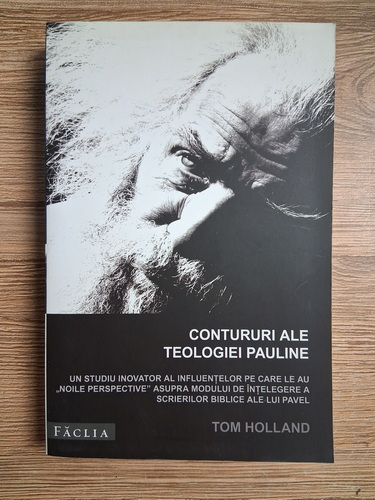 CONTURURI ALE
TEOLOGIEI PAULINE
UN STUDIU INOVATOR AL INFLUENȚELOR PE CARE LE AU
„NOILE PERSPECTIVE” ASUPRA MODULUI DE ÎNȚELEGERE A
SCRIERILOR BIBLICE ALE LUI PAVEL
FĂCLIA
TOM HOLLAND